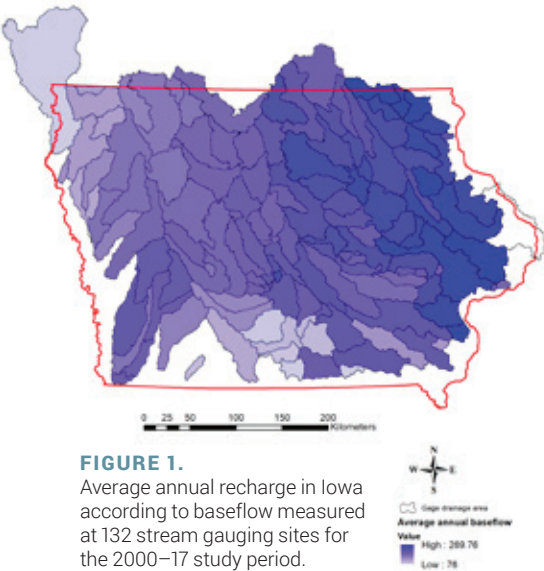 0 25 50 100 150 200
Kilometers
N
W E
S
Gage drainage area
Average annual baseflow
Value
High : 269.76
Low : 76
FIGURE 1.
Average annual recharge in Iowa
according to baseflow measured
at 132 stream gauging sites for
the 2000–17 study period.